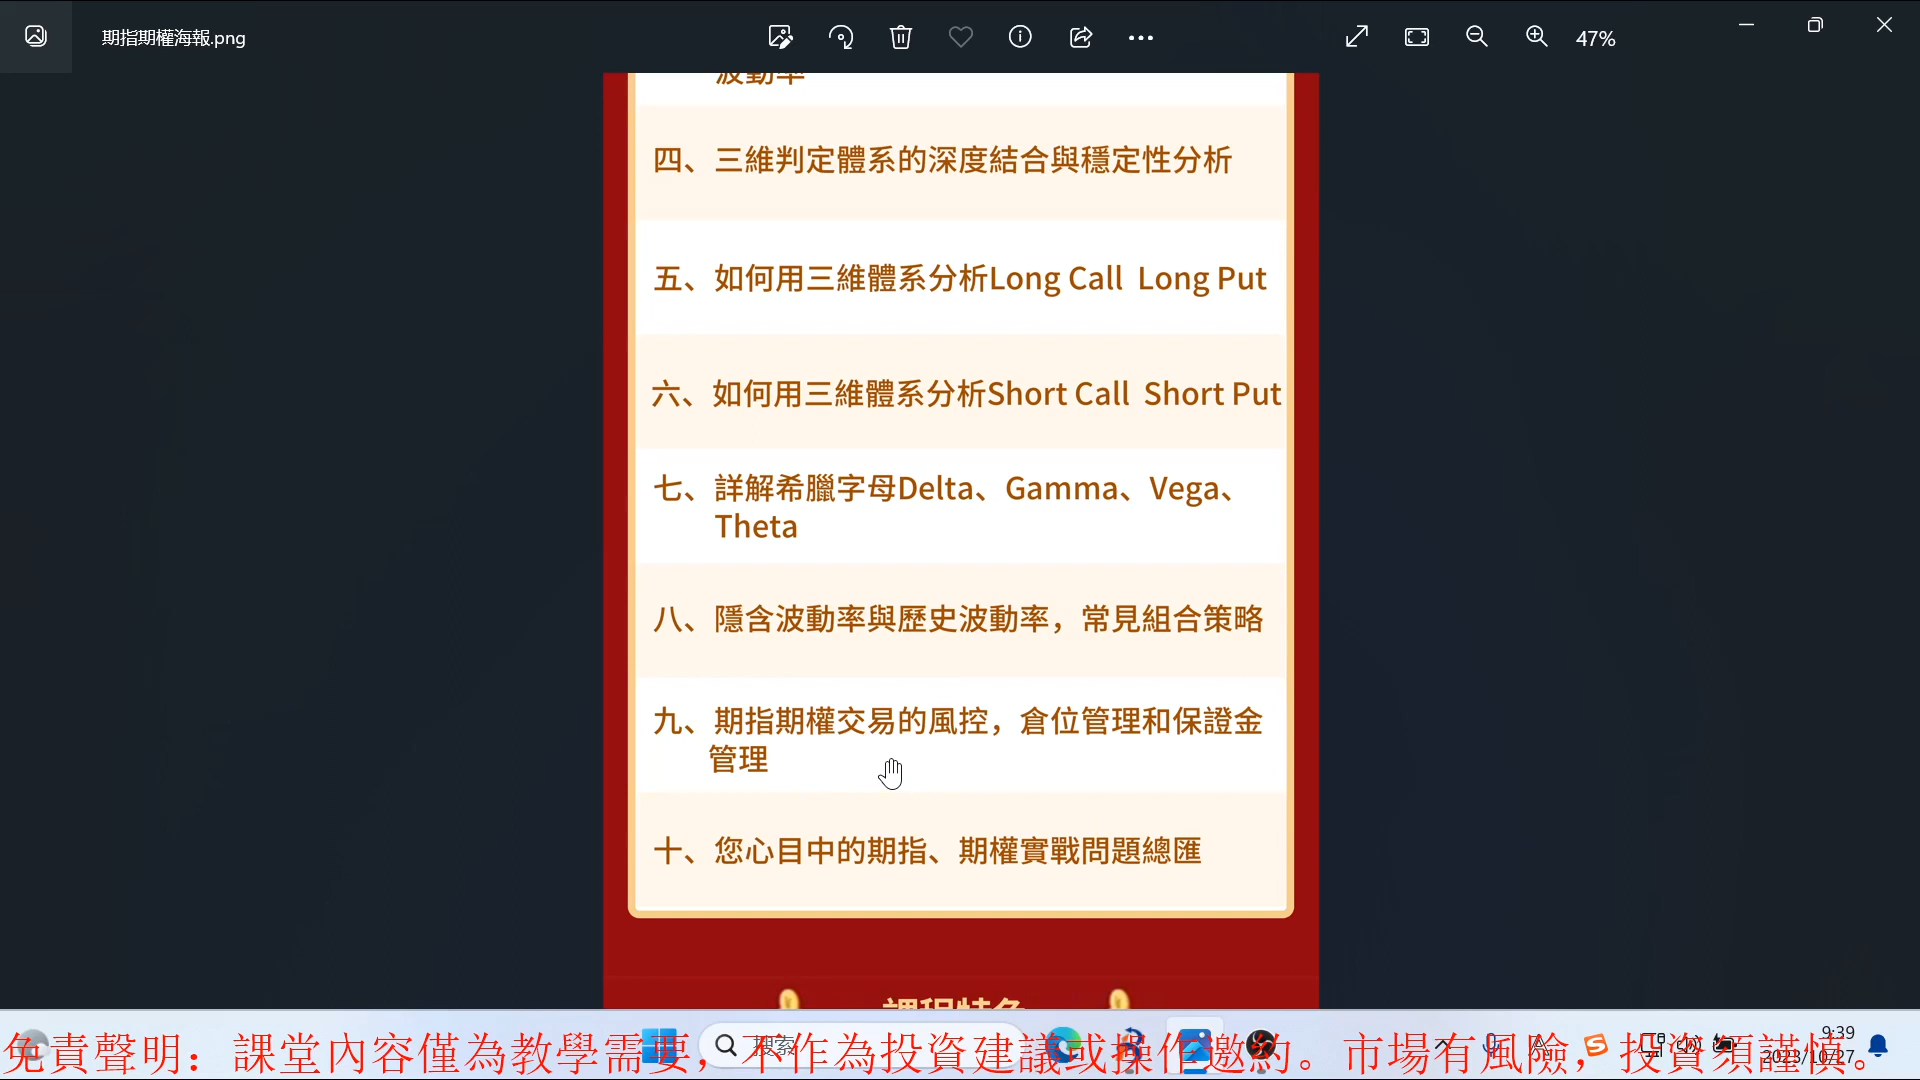 期指期權海報.png
47%
波動率
四、三維判定體系的深度結合與穩定性分析
五、如何用三維體系分析Long Call Long Put
六、如何用三維體系分析Short Call Short Put
七、詳解希臘字母Delta、Gamma、Vega、
Theta
八、隱含波動率與歷史波動率，常見組合策略
九、期指期權交易的風控，倉位管理和保證金
管理
十、您心目中的期指、期權實戰問題總匯
課程特色
搜索
9:39
2023/10/27
免責聲明：課堂內容僅為教學需要，不作為投資建議或操作邀約。市場有風險，投資須謹慎。